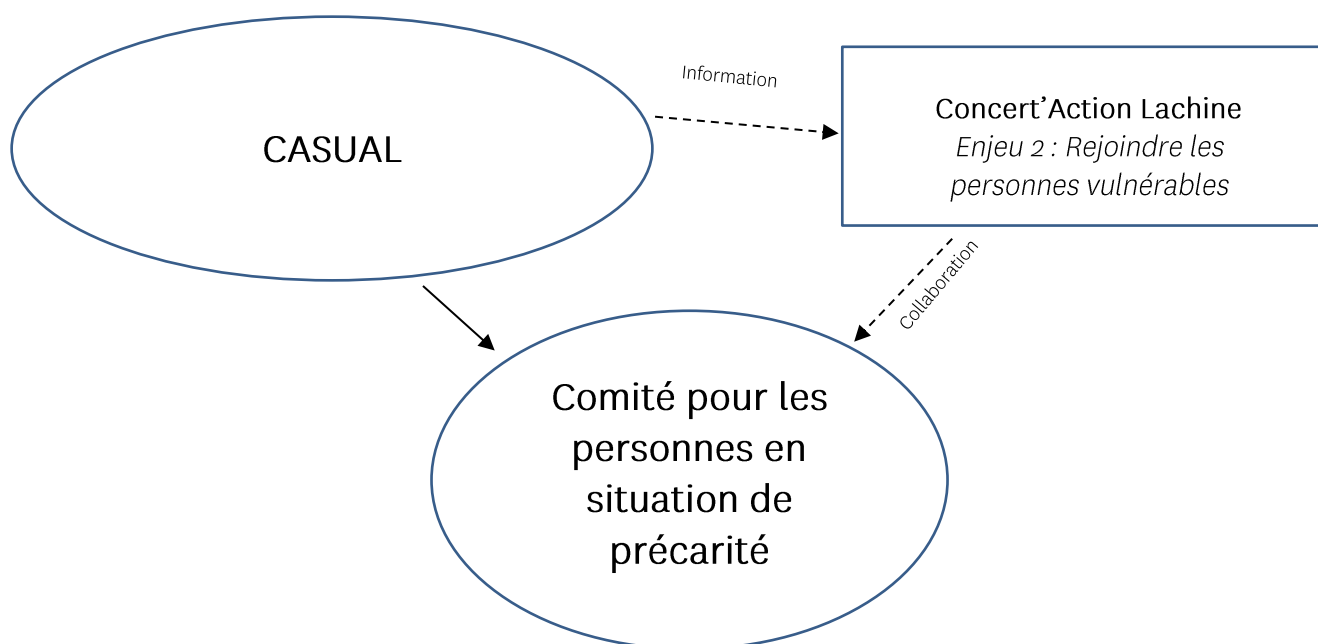 CASUAL
Information
Concert’Action Lachine
Enjeu 2 : Rejoindre les
personnes vulnérables
Collaboration
Comité pour les
personnes en
situation de
précarité